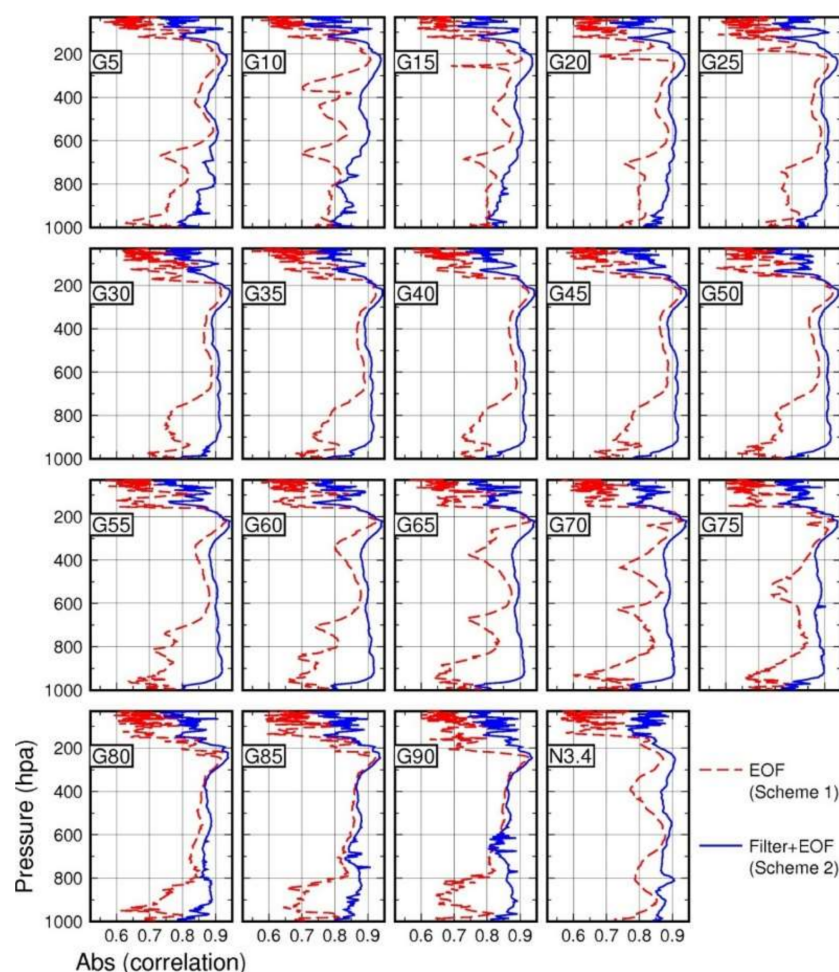 200
400
600
800
1000
G5
G10
G15
G20
G25
200
400
600
800
1000
G30
G35
G40
G45
G50
200
400
600
800
1000
G55
G60
G65
G70
G75
200
400
600
800
1000
G80
G85
G90
N3.4
Pressure (hpa)
EOF
(Scheme 1)
Filter+EOF
(Scheme 2)
0.6 0.7 0.8 0.9 0.6 0.7 0.8 0.9 0.6 0.7 0.8 0.9 0.6 0.7 0.8 0.9
Abs (correlation)